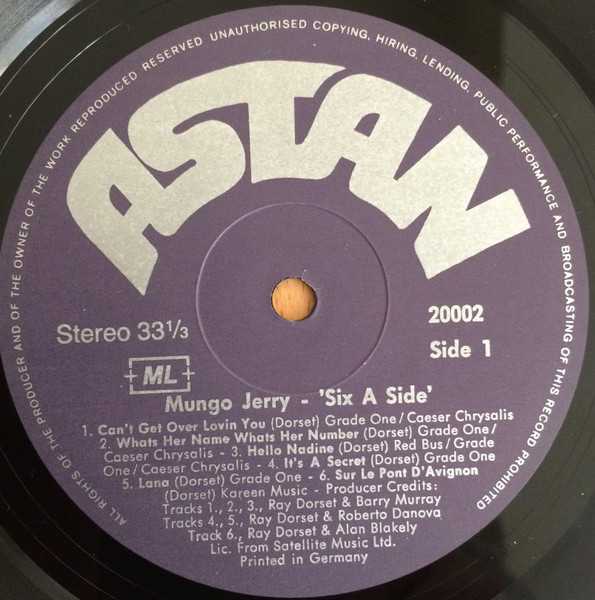 ALL RIGHTS OF THE PRODUCER AND OF THE OWNER OF THE WORK REPRODUCED RESERVED UNAUTHORISED COPYING, HIRING, LENDING, PUBLIC PERFORMANCE AND BROADCASTING OF THIS RECORD PROHIBITED
ASTAN
Stereo 33 1/3
20002
Side 1
ML
Mungo Jerry - 'Six A Side'
1. Can't Get Over Lovin You (Dorset) Grade One/Caeser Chrysalis
2. Whats Her Name Whats Her Number (Dorset) Grade One/
Caeser Chrysalis - 3. Hello Nadine (Dorset) Red Bus/Grade
One/Caeser Chrysalis - 4. It's A Secret (Dorset) Grade One
5. Lana (Dorset) Grade One - 6. Sur Le Pont D'Avignon
(Dorset) Kareen Music - Producer Credits:
Tracks 1., 2., 3., Ray Dorset & Barry Murray
Tracks 4., 5., Ray Dorset & Roberto Danova
Track 6., Ray Dorset & Alan Blakely
Lic. From Satellite Music Ltd.
Printed in Germany